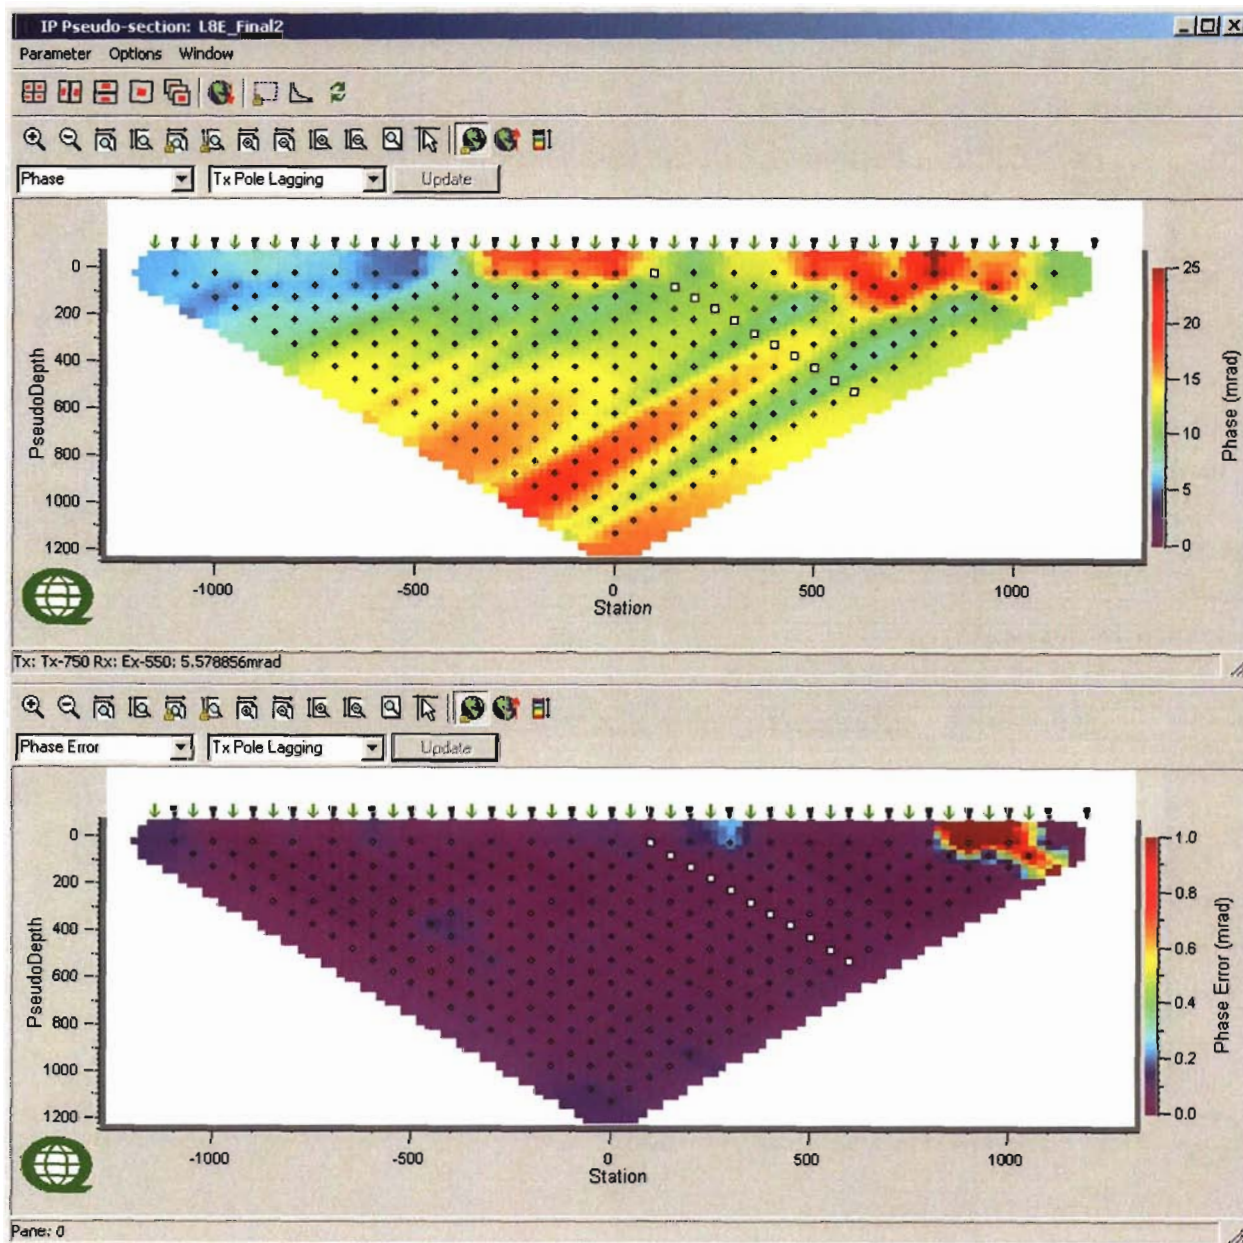 IP Pseudo-section: L8E_Final2
Parameter Options Window
Phase Tx Pole Lagging Update
0
200
400
600
800
1000
1200
PseudoDepth
-1000 -500 0 500 1000
Station
25
20
15
10
5
0
Phase (mrad)
Tx: Tx-750 Rx: Ex-550: 5.578856mrad
Phase Error Tx Pole Lagging Update
0
200
400
600
800
1000
1200
PseudoDepth
-1000 -500 0 500 1000
Station
1.0
0.8
0.6
0.4
0.2
0.0
Phase Error (mrad)
Pane: 0